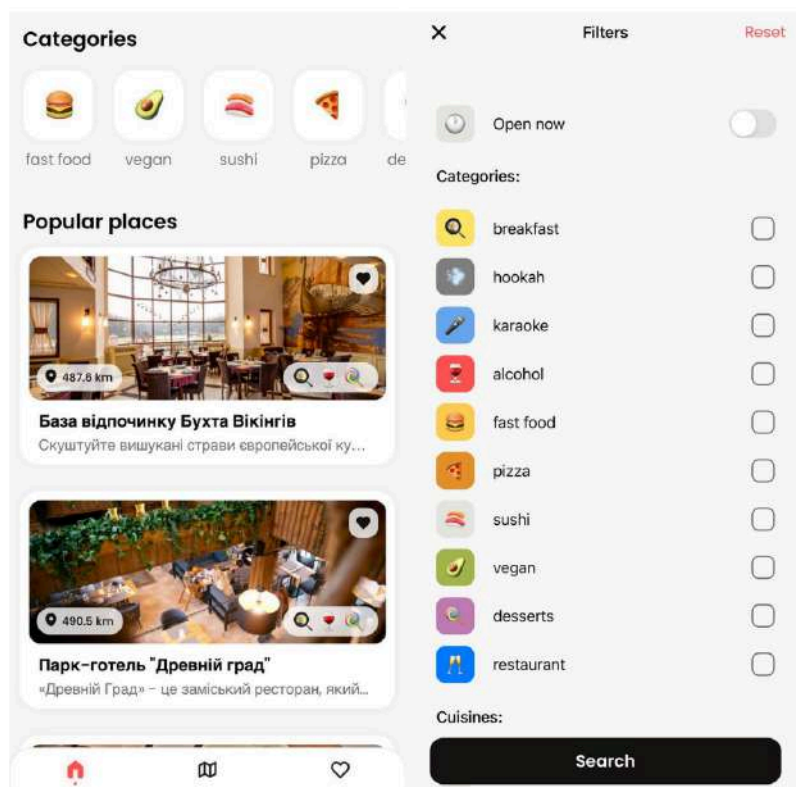 Categories
fast food vegan sushi pizza de
Popular places
487.6 km
База відпочинку Бухта Вікінгів
Скуштуйте вишукані страви європейської ку...
490.5 km
Парк-готель "Древній град"
«Древній Град» - це заміський ресторан, який...
Filters Reset
Open now
Categories:
breakfast
hookah
karaoke
alcohol
fast food
pizza
sushi
vegan
desserts
restaurant
Cuisines:
Search